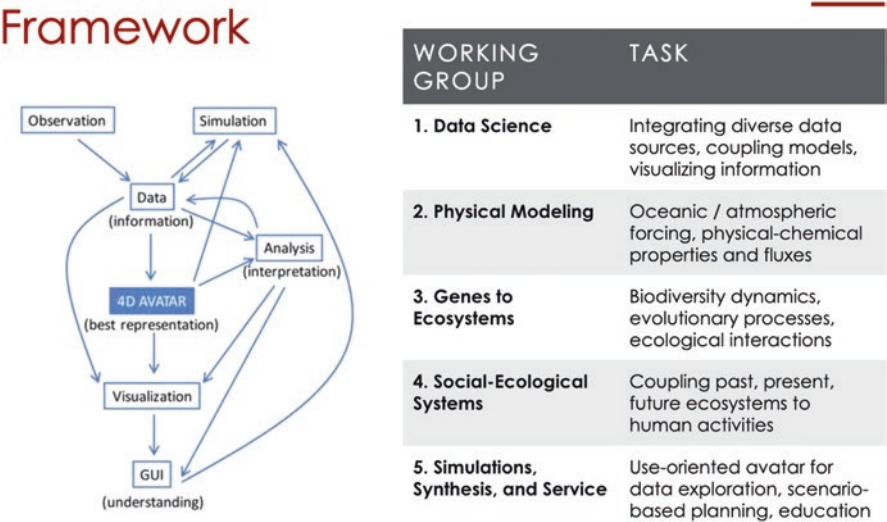 Framework
Observation
Simulation
Data
(information)
Analysis
(interpretation)
4D AVATAR
(best representation)
Visualization
GUI
(understanding)
WORKING
GROUP
TASK
1. Data Science
Integrating diverse data
sources, coupling models,
visualizing information
2. Physical Modeling
Oceanic / atmospheric
forcing, physical-chemical
properties and fluxes
3. Genes to
Ecosystems
Biodiversity dynamics,
evolutionary processes,
ecological interactions
4. Social-Ecological
Systems
Coupling past, present,
future ecosystems to
human activities
5. Simulations,
Synthesis, and Service
Use-oriented avatar for
data exploration, scenario-
based planning, education